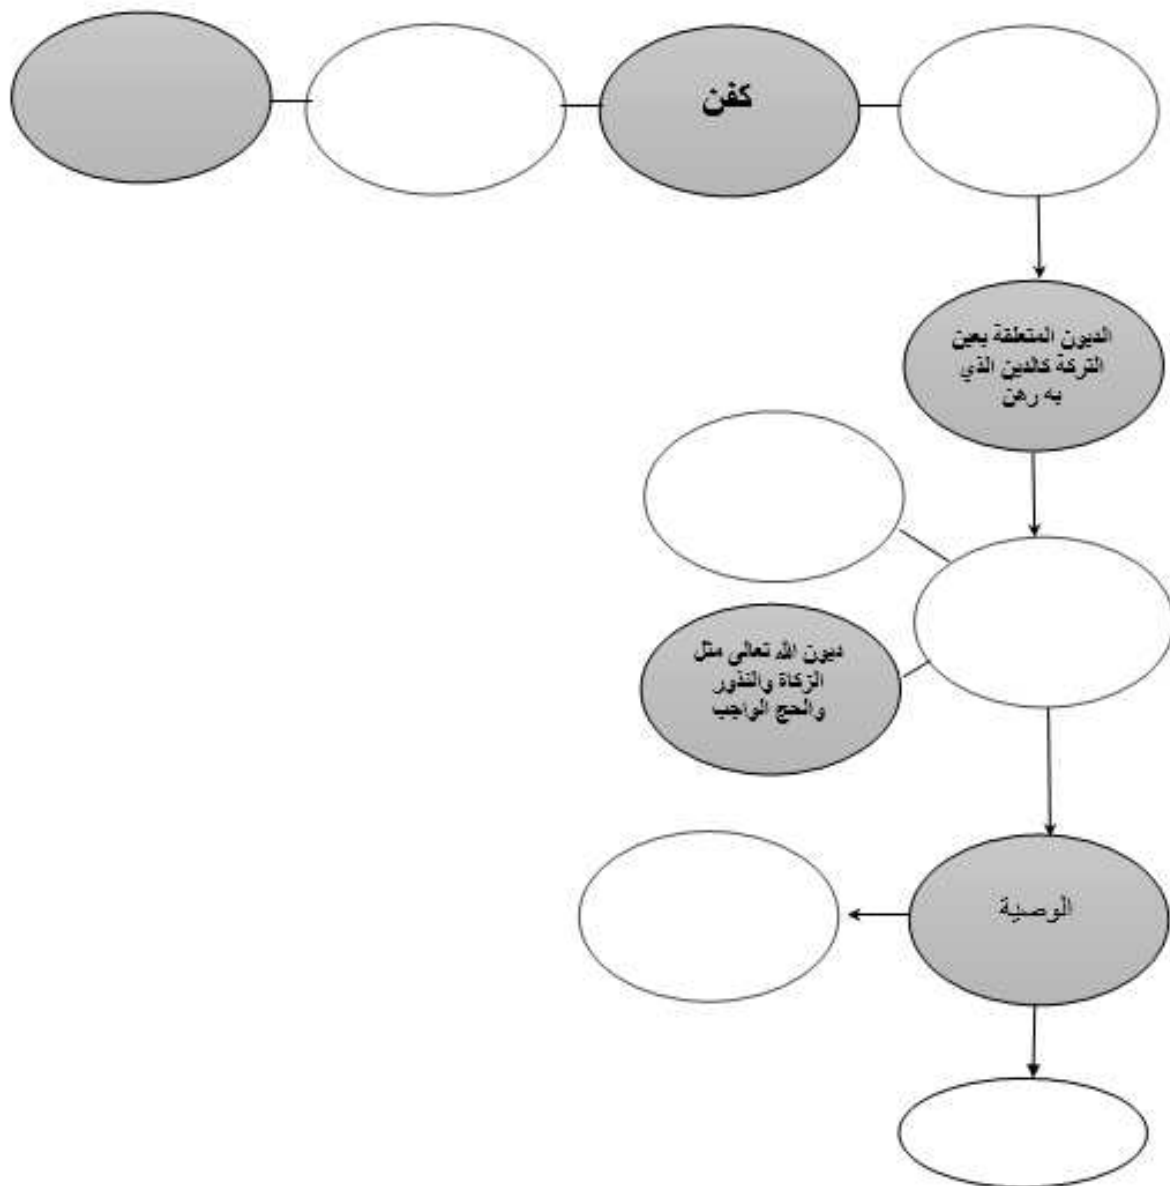 كفن
الديون المتعلقة بعين
التركة كالدين الذي
به رهن
ديون الله تعالى مثل
الزكاة والنذور
والحج الواجب
الوصية